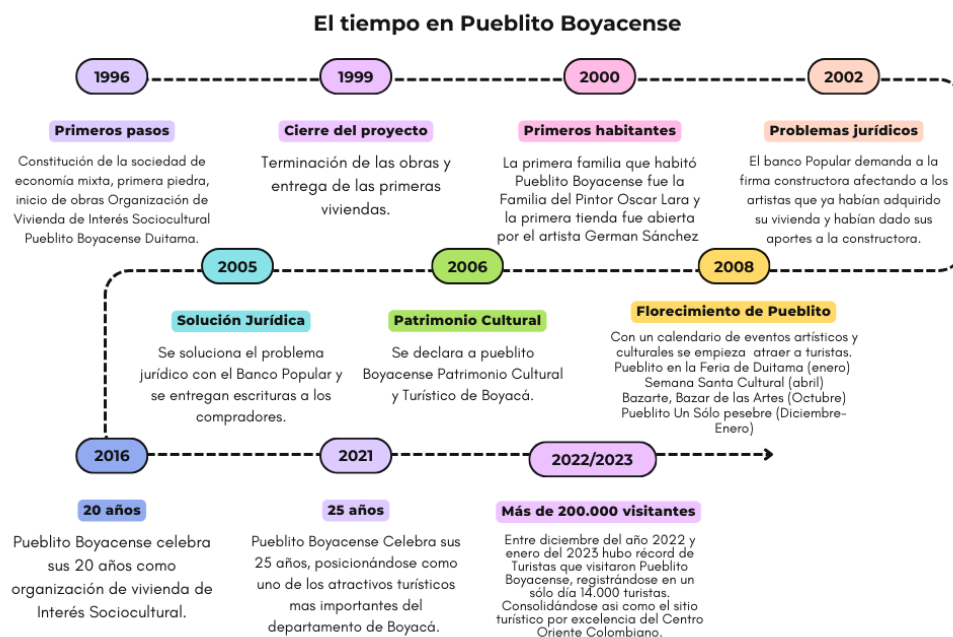 El tiempo en Pueblito Boyacense
1996
1999
2000
2002
Primeros pasos
Cierre del proyecto
Primeros habitantes
Problemas jurídicos
Constitución de la sociedad de
economía mixta, primera piedra,
inicio de obras Organización de
Vivienda de Interés Sociocultural
Pueblito Boyacense Duitama.
Terminación de las obras y
entrega de las primeras
viviendas.
La primera familia que habitó
Pueblito Boyacense fue la
Familia del Pintor Oscar Lara y
la primera tienda fue abierta
por el artista German Sánchez
El banco Popular demanda a la
firma constructora afectando a los
artistas que ya habían adquirido
su vivienda y habían dado sus
aportes a la constructora.
2005
2006
2008
Solución Jurídica
Patrimonio Cultural
Florecimiento de Pueblito
Se soluciona el problema
jurídico con el Banco Popular y
se entregan escrituras a los
compradores.
Se declara a pueblito
Boyacense Patrimonio Cultural
y Turístico de Boyacá.
Con un calendario de eventos artísticos y
culturales se empieza atraer a turistas.
Pueblito en la Feria de Duitama (enero)
Semana Santa Cultural (abril)
Bazarte, Bazar de las Artes (Octubre)
Pueblito Un Sólo pesebre (Diciembre-
Enero)
2016
2021
2022/2023
20 años
25 años
Más de 200.000 visitantes
Pueblito Boyacense celebra
sus 20 años como
organización de vivienda de
Interés Sociocultural.
Pueblito Boyacense Celebra sus
25 años, posicionándose como
uno de los atractivos turísticos
mas importantes del
departamento de Boyacá.
Entre diciembre del año 2022 y
enero del 2023 hubo récord de
Turistas que visitaron Pueblito
Boyacense, registrándose en un
sólo día 14.000 turistas.
Consolidándose asi como el sitio
turístico por excelencia del Centro
Oriente Colombiano.